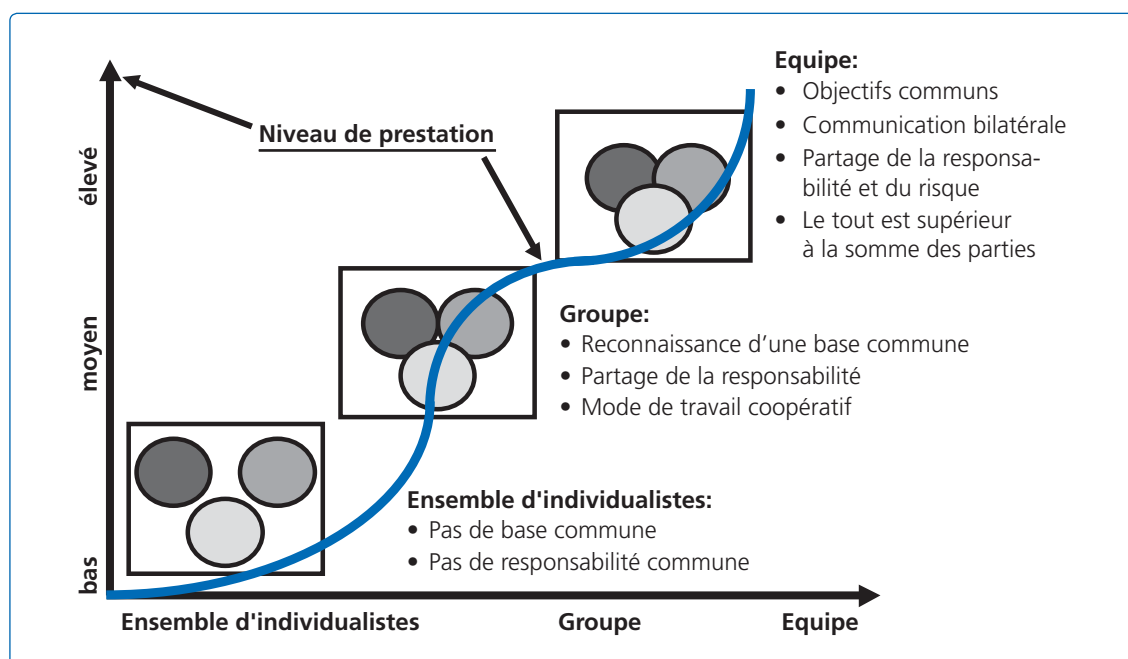 Equipe:
• Objectifs communs
• Communication bilatérale
• Partage de la responsa-
bilité et du risque
• Le tout est supérieur
à la somme des parties
Niveau de prestation
élevé
moyen
bas
Groupe:
• Reconnaissance d’une base commune
• Partage de la responsabilité
• Mode de travail coopératif
Ensemble d'individualistes:
• Pas de base commune
• Pas de responsabilité commune
Ensemble d'individualistes
Groupe
Equipe